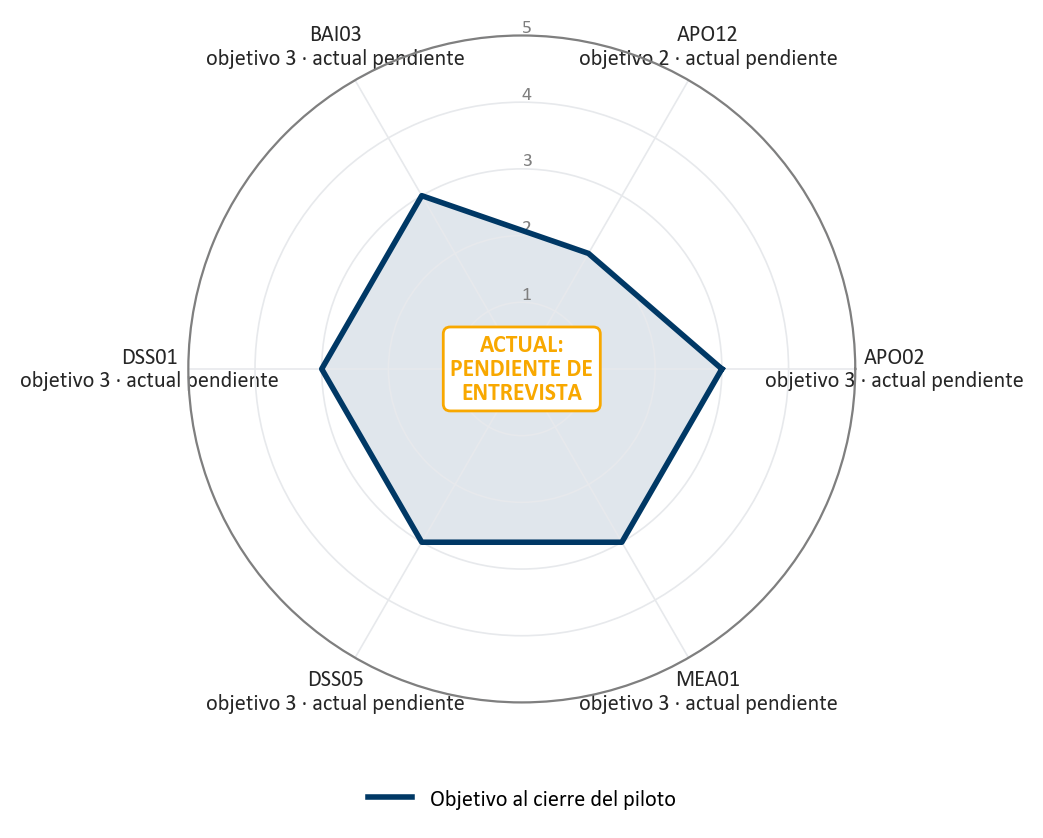 5
BAI03
objetivo 3 · actual pendiente
APO12
objetivo 2 · actual pendiente
4
3
2
1
ACTUAL:
PENDIENTE DE
ENTREVISTA
DSS01
objetivo 3 · actual pendiente
APO02
objetivo 3 · actual pendiente
DSS05
objetivo 3 · actual pendiente
MEA01
objetivo 3 · actual pendiente
Objetivo al cierre del piloto